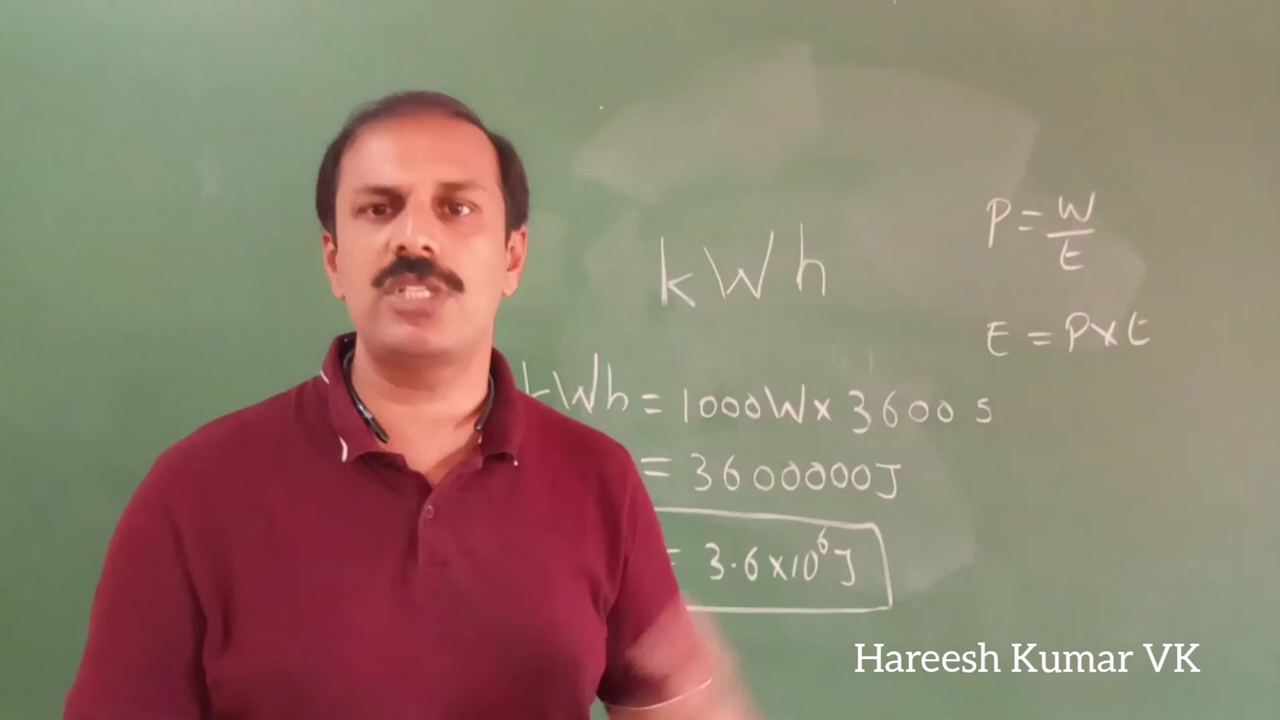 kWh
P = W/t
E = P x t
kWh = 1000W x 3600 s
= 3600000J
= 3.6 x 10⁶ J
Hareesh Kumar VK